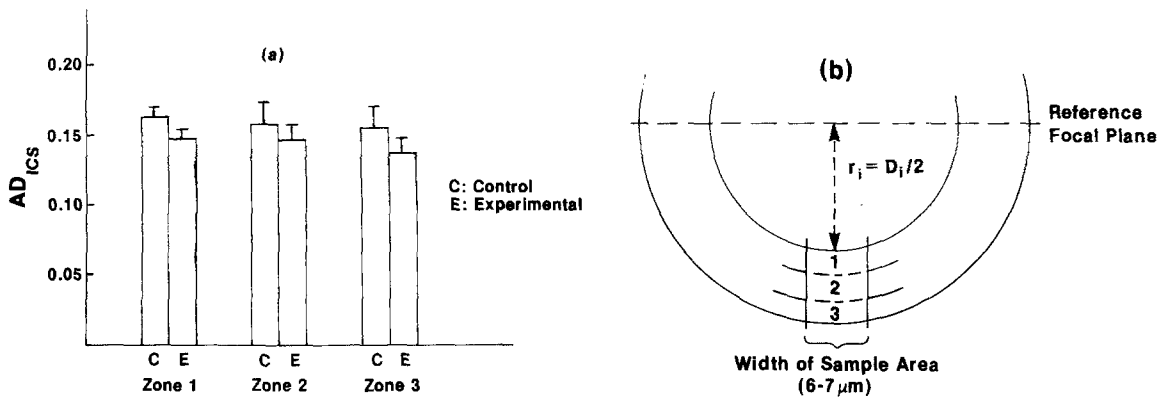 (a)
0.20
0.15
0.10
0.05
AD_ICS
C: Control
E: Experimental
C E C E C E
Zone 1 Zone 2 Zone 3
(b)
Reference
Focal Plane
r_i = D_i/2
1
2
3
Width of Sample Area
(6-7 μm)